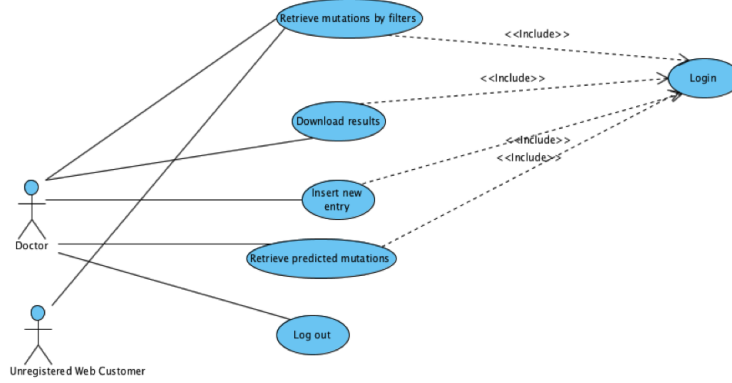 Retrieve mutations by filters
<<Include>>
Login
<<Include>>
Download results
<<Include>>
<<Include>>
Insert new
entry
Doctor
Retrieve predicted mutations
Log out
Unregistered Web Customer